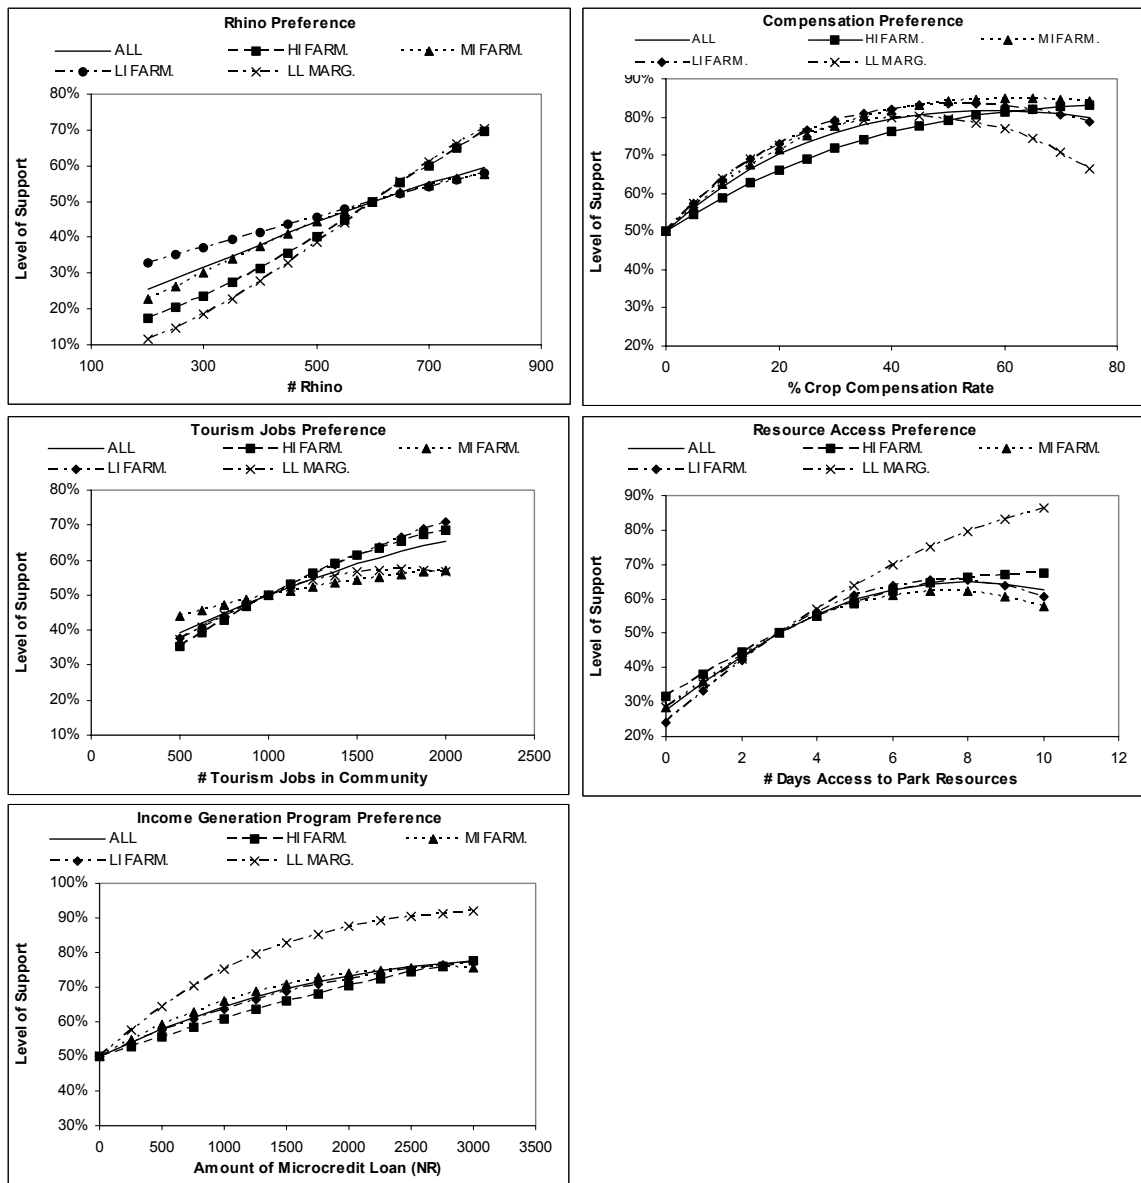 Rhino Preference
ALL HI FARM. MI FARM.
LI FARM. LL MARG.
80%
70%
60%
50%
40%
30%
20%
10%
Level of Support
100 300 500 700 900
# Rhino
Compensation Preference
ALL HI FARM. MI FARM.
LI FARM. LL MARG.
90%
80%
70%
60%
50%
40%
30%
20%
Level of Support
0 20 40 60 80
% Crop Compensation Rate
Tourism Jobs Preference
ALL HI FARM. MI FARM.
LI FARM. LL MARG.
80%
70%
60%
50%
40%
30%
20%
10%
Level of Support
0 500 1000 1500 2000 2500
# Tourism Jobs in Community
Resource Access Preference
ALL HI FARM. MI FARM.
LI FARM. LL MARG.
90%
80%
70%
60%
50%
40%
30%
20%
Level of Support
0 2 4 6 8 10 12
# Days Access to Park Resources
Income Generation Program Preference
ALL HI FARM. MI FARM.
LI FARM. LL MARG.
100%
90%
80%
70%
60%
50%
40%
30%
Level of Support
0 500 1000 1500 2000 2500 3000 3500
Amount of Microcredit Loan (NR)